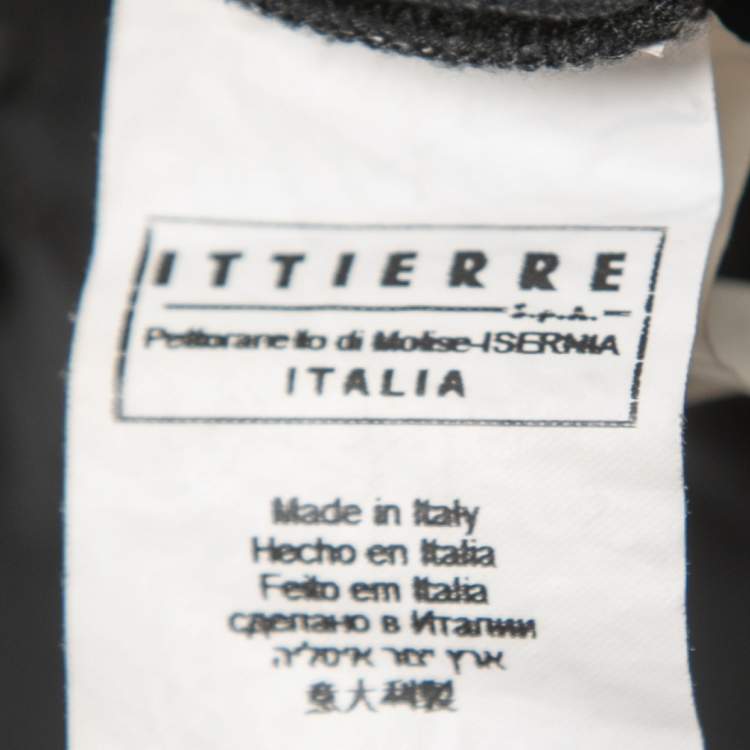 ITTIERRE
S.p.A.
Pettoranello di Molise-ISERNIA
ITALIA
Made in Italy
Hecho en Italia
Feito em Italia
сделано в Италии
ארץ יצור איטליה
意大利製